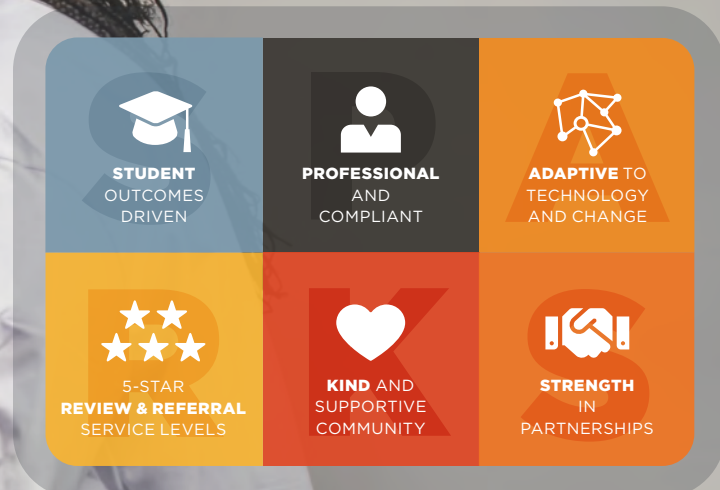 S
STUDENT
OUTCOMES
DRIVEN
P
PROFESSIONAL
AND
COMPLIANT
A
ADAPTIVE TO
TECHNOLOGY
AND CHANGE
R
5-STAR
REVIEW & REFERRAL
SERVICE LEVELS
K
KIND AND
SUPPORTIVE
COMMUNITY
S
STRENGTH
IN
PARTNERSHIPS